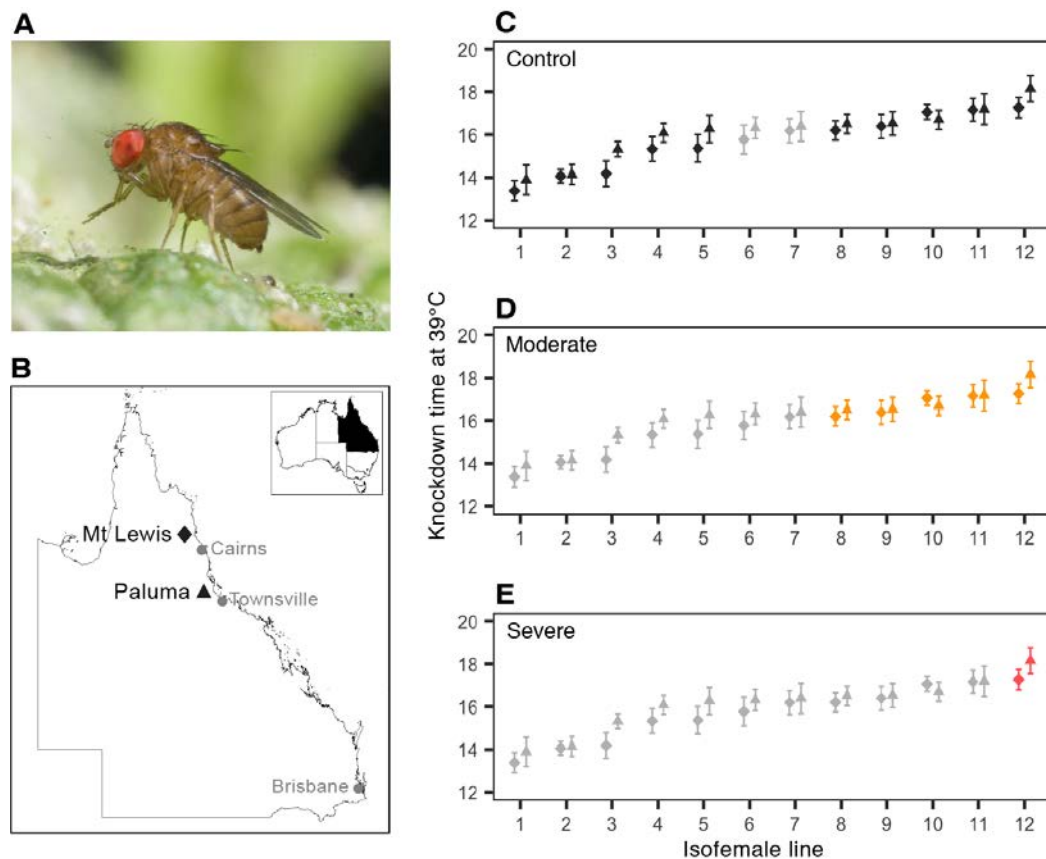 A
B
Mt Lewis
Cairns
Paluma
Townsville
Brisbane
Knockdown time at 39°C
C
Control
20
18
16
14
12
1 2 3 4 5 6 7 8 9 10 11 12
D
Moderate
20
18
16
14
12
1 2 3 4 5 6 7 8 9 10 11 12
E
Severe
20
18
16
14
12
1 2 3 4 5 6 7 8 9 10 11 12
Isofemale line